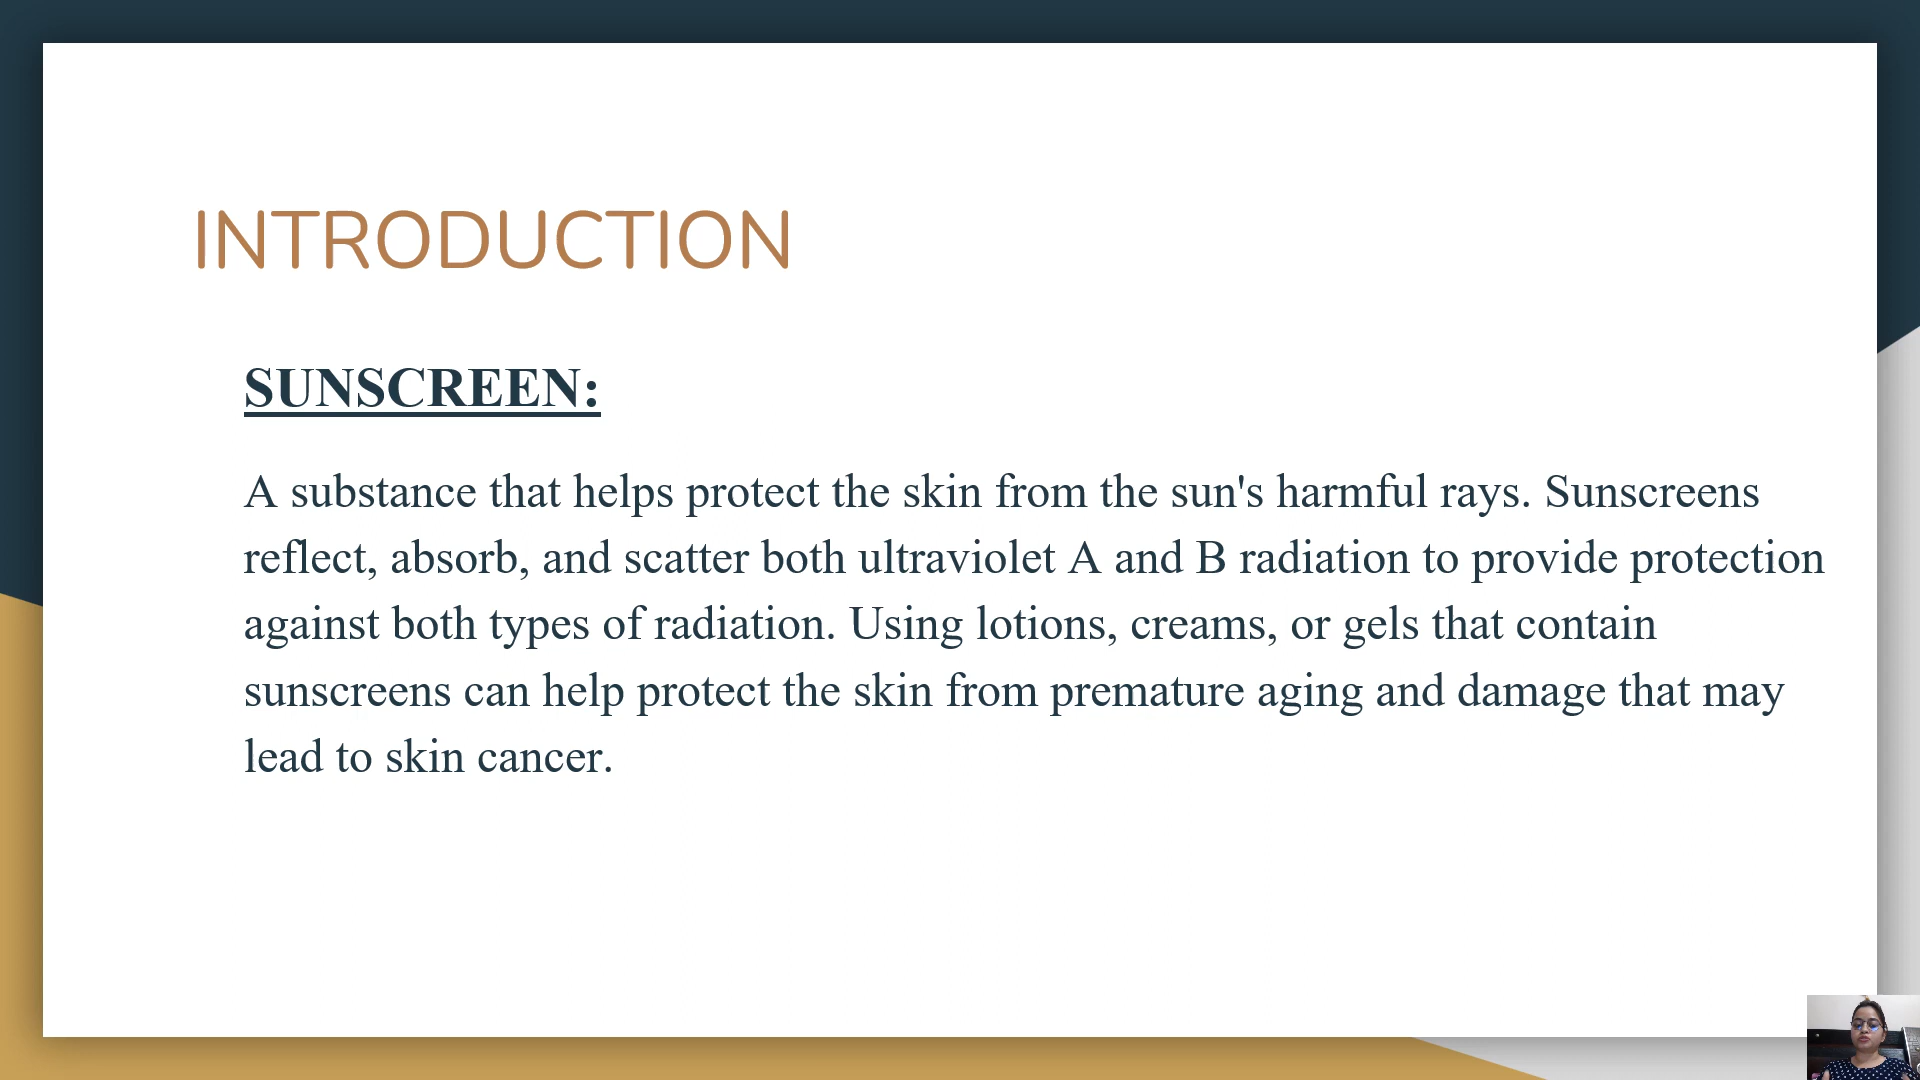 INTRODUCTION
SUNSCREEN:
A substance that helps protect the skin from the sun's harmful rays. Sunscreens
reflect, absorb, and scatter both ultraviolet A and B radiation to provide protection
against both types of radiation. Using lotions, creams, or gels that contain
sunscreens can help protect the skin from premature aging and damage that may
lead to skin cancer.